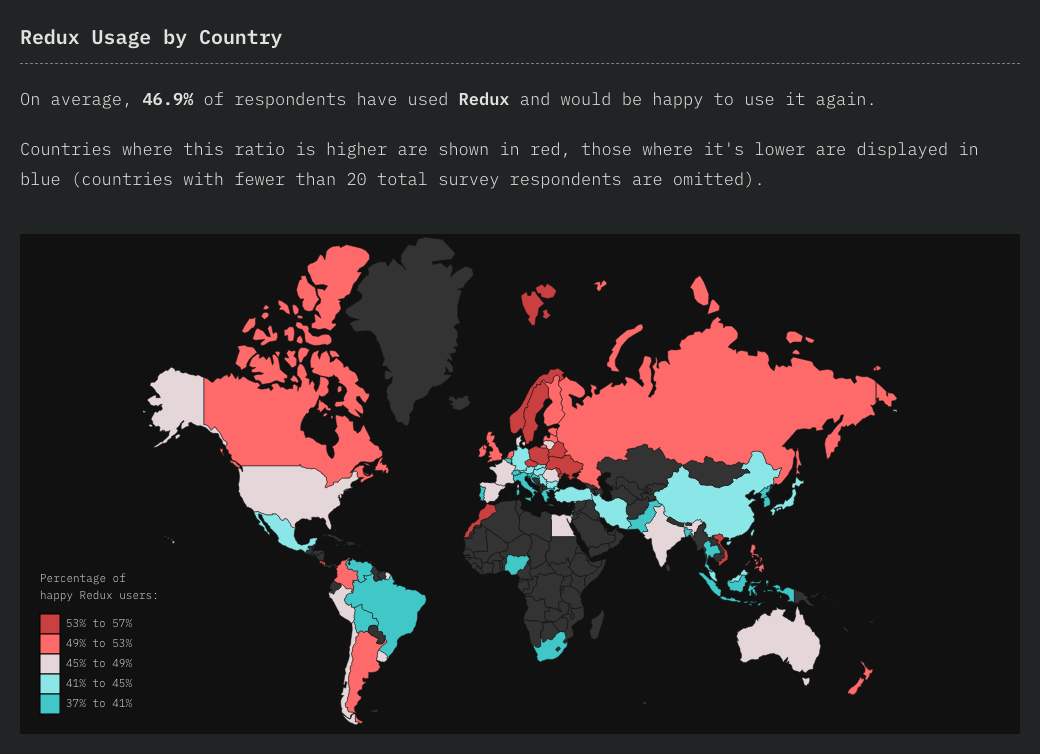 Redux Usage by Country
On average, 46.9% of respondents have used Redux and would be happy to use it again.
Countries where this ratio is higher are shown in red, those where it's lower are displayed in
blue (countries with fewer than 20 total survey respondents are omitted).
Percentage of
happy Redux users:
53% to 57%
49% to 53%
45% to 49%
41% to 45%
37% to 41%